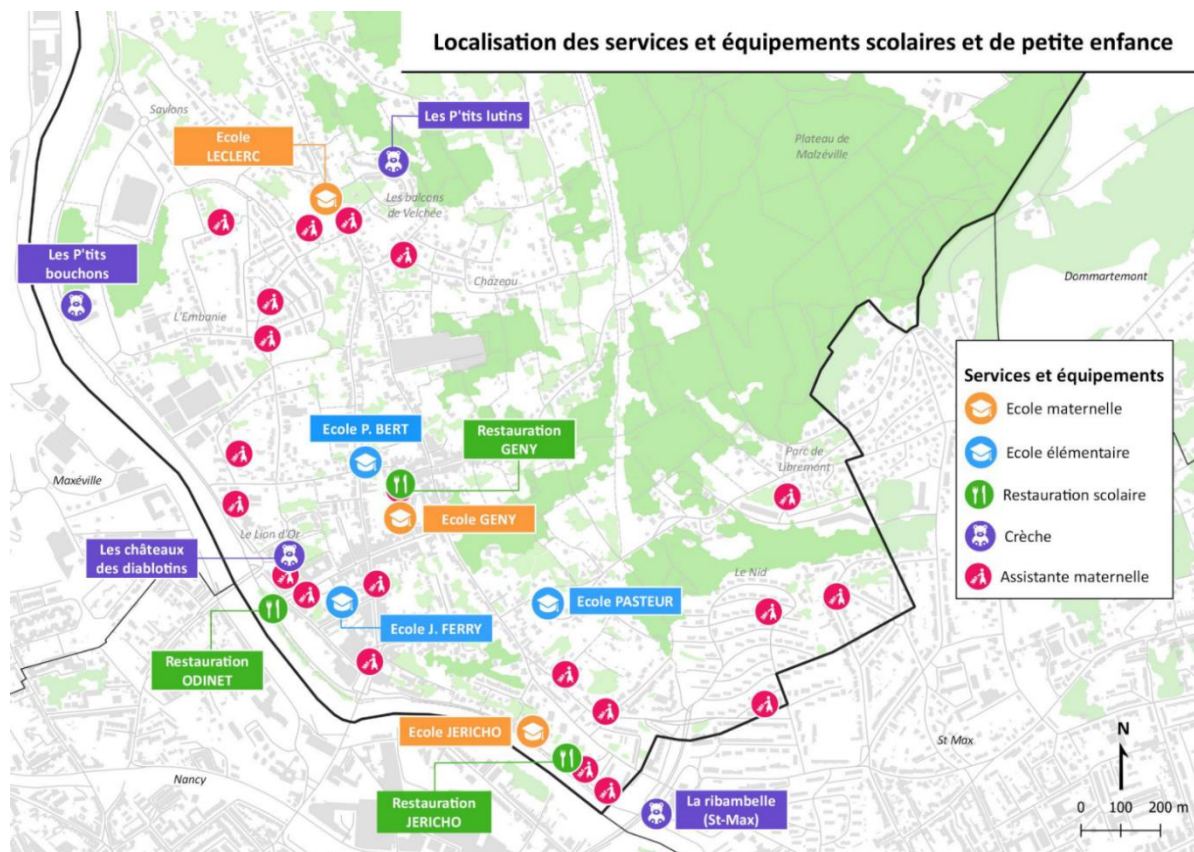 Localisation des services et équipements scolaires et de petite enfance
Savlons
Les P'tits lutins
Ecole
LECLERC
Plateau de
Malzéville
Les balcons
de Velchée
Les P'tits
bouchons
Chazeau
Dommartemont
L'Embanie
Services et équipements
Ecole maternelle
Ecole élémentaire
Restauration scolaire
Crèche
Assistante maternelle
Ecole P. BERT
Restauration
GENY
Parc de
Libremont
Maxéville
Ecole GENY
Le Lion d'Or
Les châteaux
des diablotins
Le Nid
Ecole PASTEUR
Ecole J. FERRY
Restauration
ODINET
Ecole JERICHO
St Max
N
Nancy
Restauration
JERICHO
La ribambelle
(St-Max)
0 100 200 m